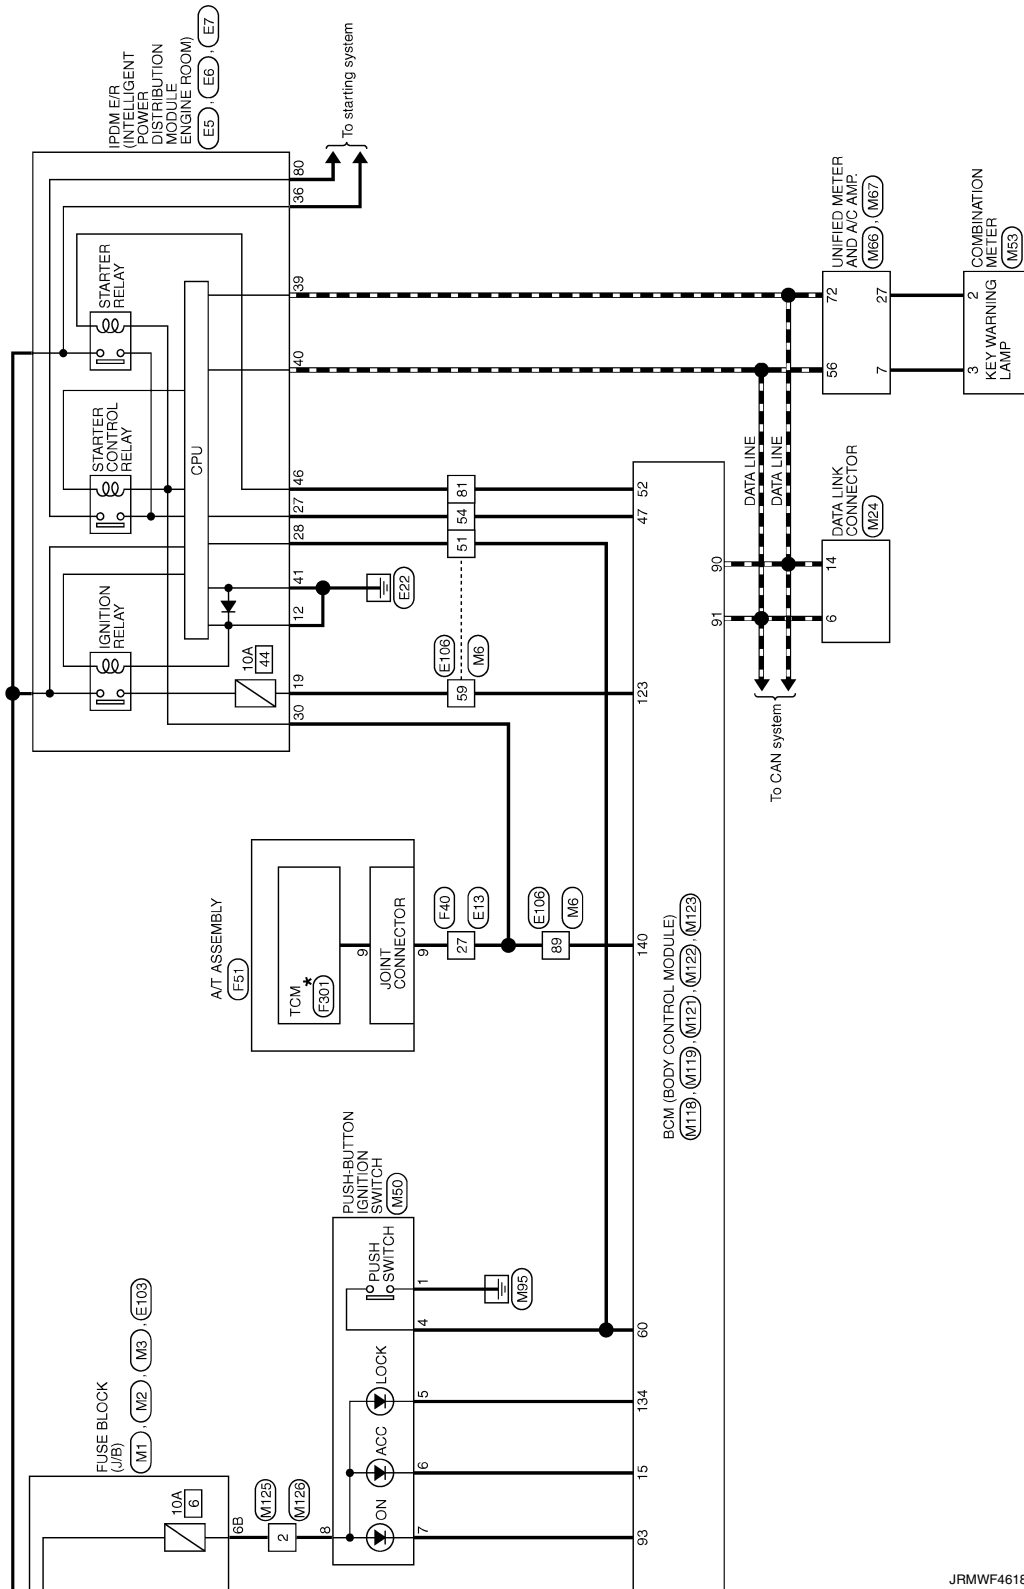 IPDM E/R
(INTELLIGENT
POWER
DISTRIBUTION
MODULE
ENGINE ROOM)
E5 , E6 , E7
To starting system
80
36
39
40
46
27
28
41
12
19
30
STARTER
RELAY
STARTER
CONTROL
RELAY
IGNITION
RELAY
CPU
10A
44
81
54
51
59
E106
M6
E22
52
47
123
140
60
134
15
93
90
91
DATA LINE
DATA LINE
To CAN system
UNIFIED METER
AND A/C AMP.
M66 , M67
72
56
27
7
COMBINATION
METER
M53
2
3
KEY WARNING
LAMP
DATA LINK
CONNECTOR
M24
14
6
A/T ASSEMBLY
F51
TCM *
F301
9
JOINT
CONNECTOR
9
F40
E13
27
E106
M6
89
BCM (BODY CONTROL MODULE)
M118 , M119 , M121 , M122 , M123
PUSH-BUTTON
IGNITION
SWITCH
M50
PUSH
SWITCH
1
4
5
6
7
8
LOCK
ACC
ON
M95
FUSE BLOCK
(J/B)
M1 , M2 , M3 , E103
10A
6
6B
M125
M126
2
JRMWF4618